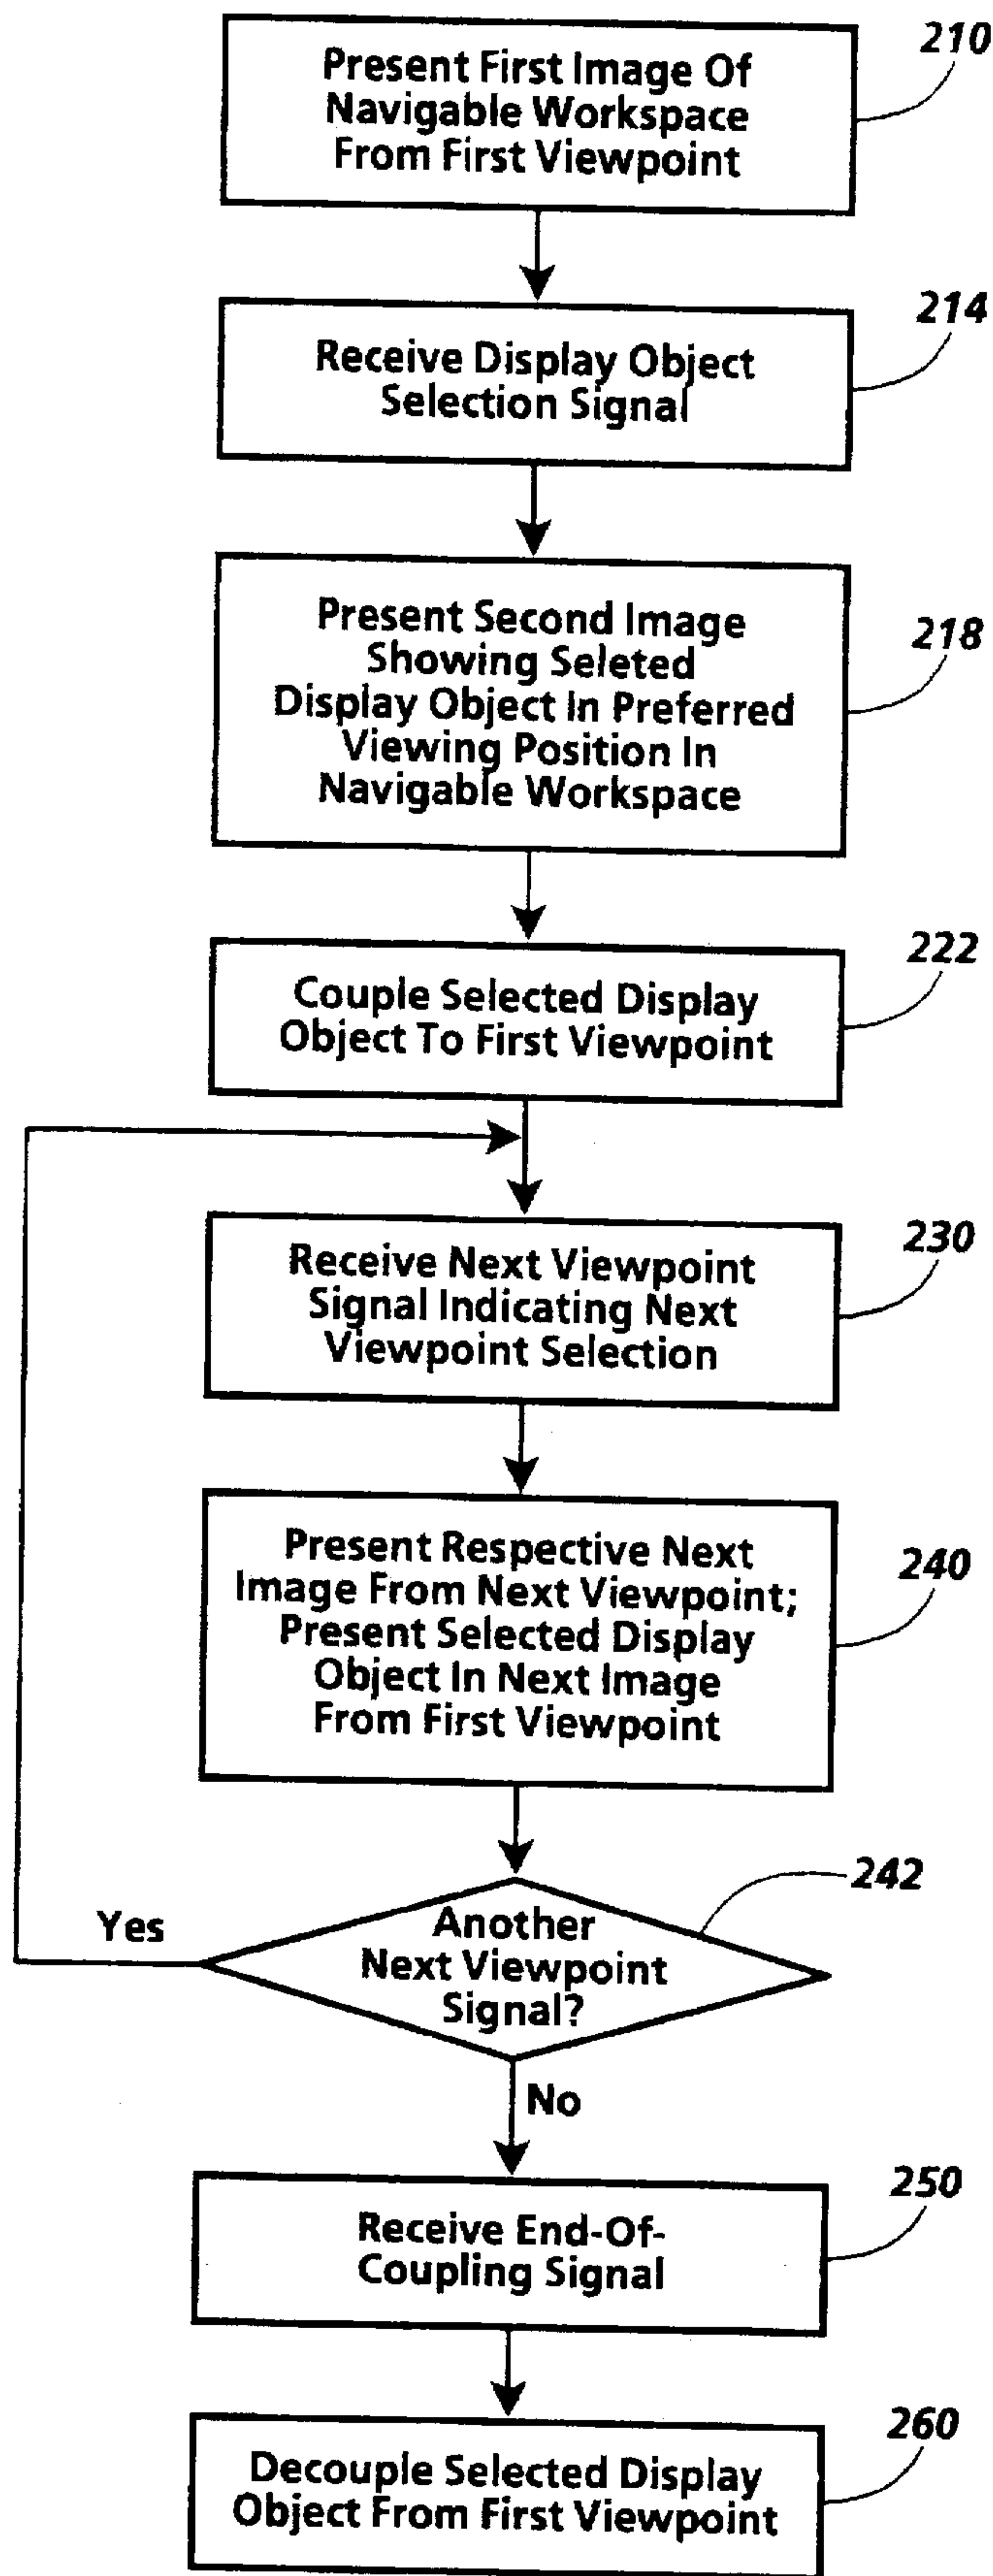 210
Present First Image Of
Navigable Workspace
From First Viewpoint
214
Receive Display Object
Selection Signal
218
Present Second Image
Showing Seleted
Display Object In Preferred
Viewing Position In
Navigable Workspace
222
Couple Selected Display
Object To First Viewpoint
230
Receive Next Viewpoint
Signal Indicating Next
Viewpoint Selection
240
Present Respective Next
Image From Next Viewpoint;
Present Selected Display
Object In Next Image
From First Viewpoint
242
Yes
Another
Next Viewpoint
Signal?
No
250
Receive End-Of-
Coupling Signal
260
Decouple Selected Display
Object From First Viewpoint